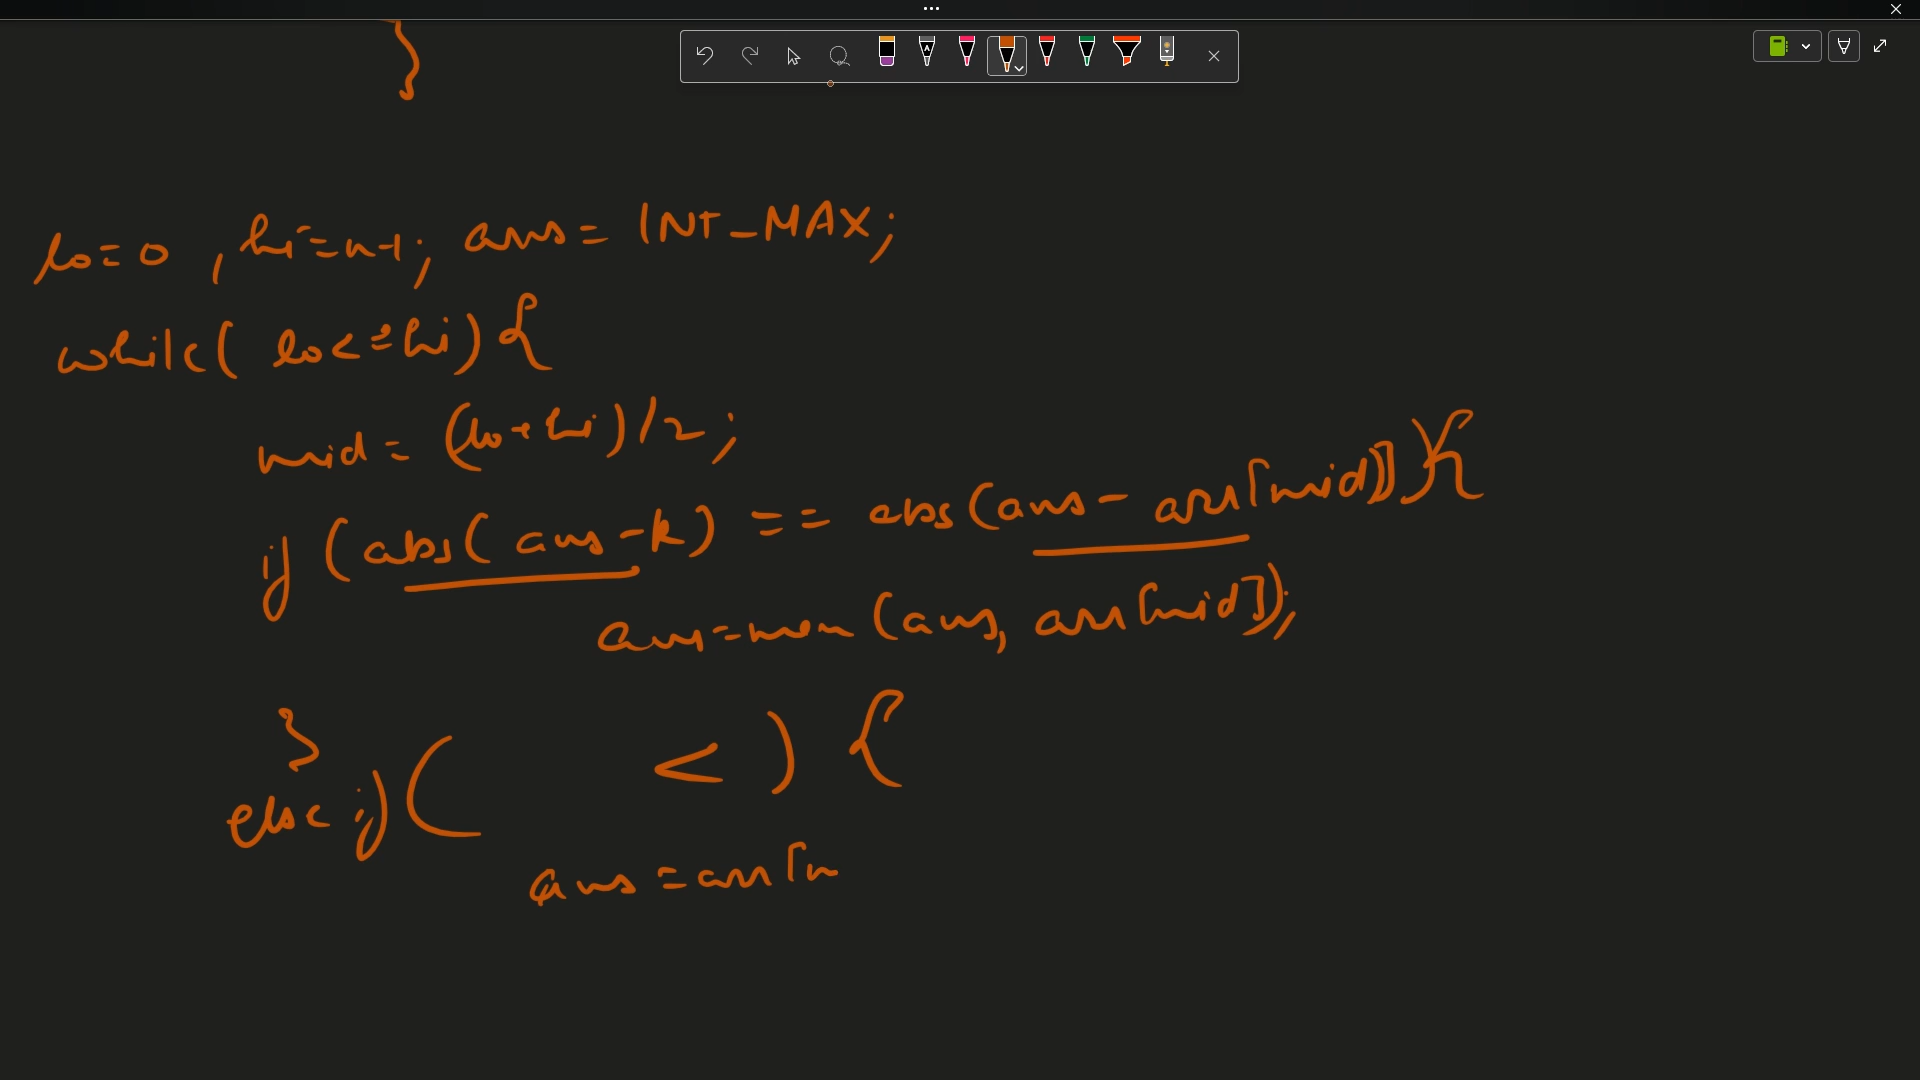 }
lo=0 , hi=n-1; ans= INT_MAX;
while( lo<=hi) {
mid= (lo+hi)/2;
if (abs( ans-k) == abs(ans- arr[mid])){
ans=max (ans, arr[mid]);
}
else if( < ) {
ans =arr[m